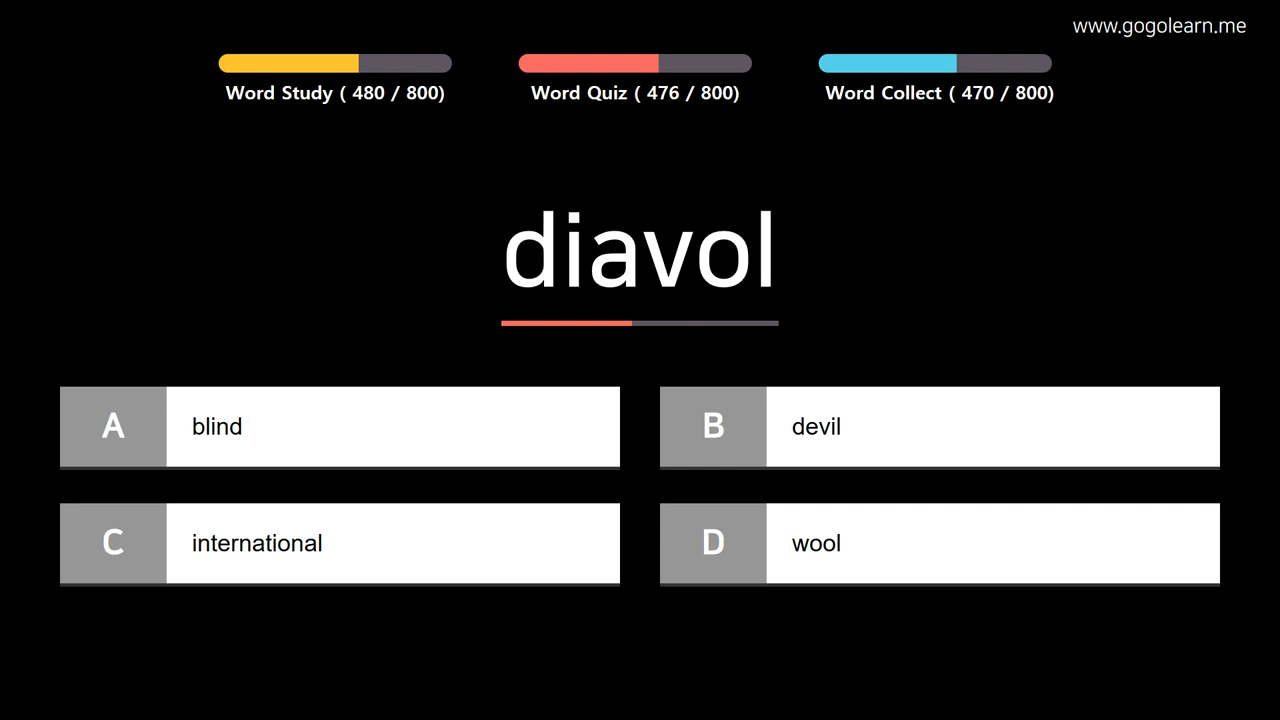 www.gogolearn.me
Word Study ( 480 / 800)
Word Quiz ( 476 / 800)
Word Collect ( 470 / 800)
diavol
A blind
B devil
C international
D wool